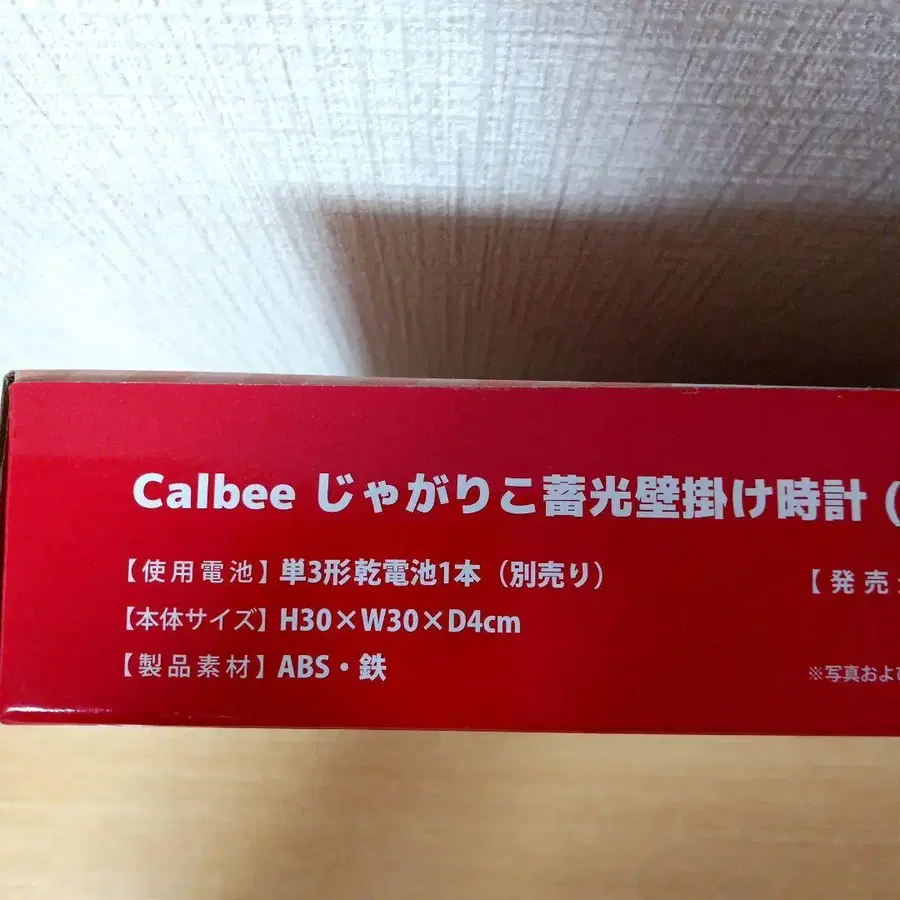 Calbee じゃがりこ蓄光壁掛け時計 (
【使用電池】単3形乾電池1本（別売り）
【本体サイズ】H30×W30×D4cm
【製品素材】ABS・鉄
【発売
※写真およ